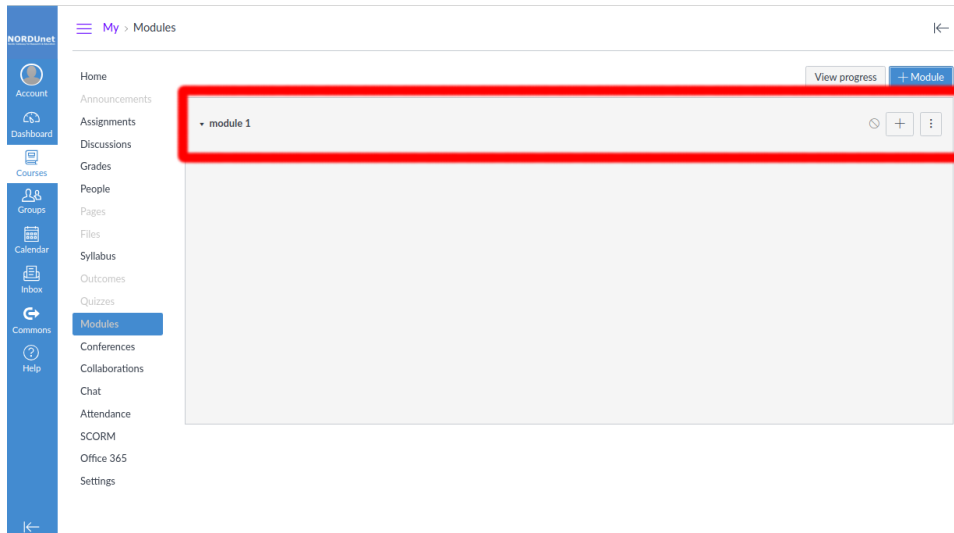 NORDUnet
My > Modules
Account
Dashboard
Courses
Groups
Calendar
Inbox
Commons
Help
Home
Announcements
Assignments
Discussions
Grades
People
Pages
Files
Syllabus
Outcomes
Quizzes
Modules
Conferences
Collaborations
Chat
Attendance
SCORM
Office 365
Settings
View progress
+ Module
module 1